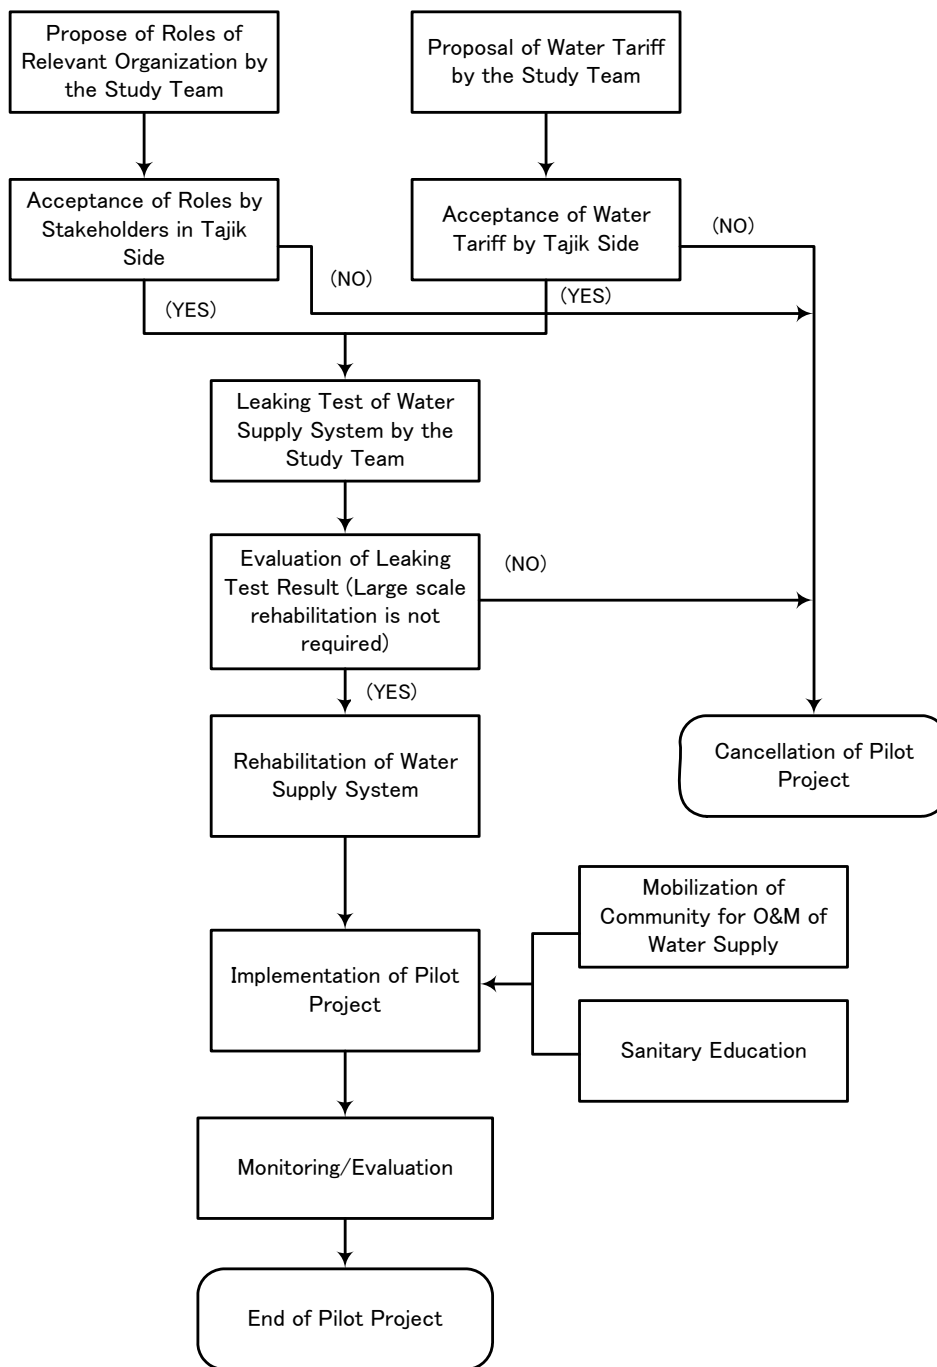 Propose of Roles of
Relevant Organization by
the Study Team
Proposal of Water Tariff
by the Study Team
Acceptance of Roles by
Stakeholders in Tajik
Side
Acceptance of Water
Tariff by Tajik Side
(NO)
(NO)
(YES)
(YES)
Leaking Test of Water
Supply System by the
Study Team
Evaluation of Leaking
Test Result (Large scale
rehabilitation is not
required)
(NO)
(YES)
Rehabilitation of Water
Supply System
Cancellation of Pilot
Project
Mobilization of
Community for O&M of
Water Supply
Implementation of Pilot
Project
Sanitary Education
Monitoring/Evaluation
End of Pilot Project